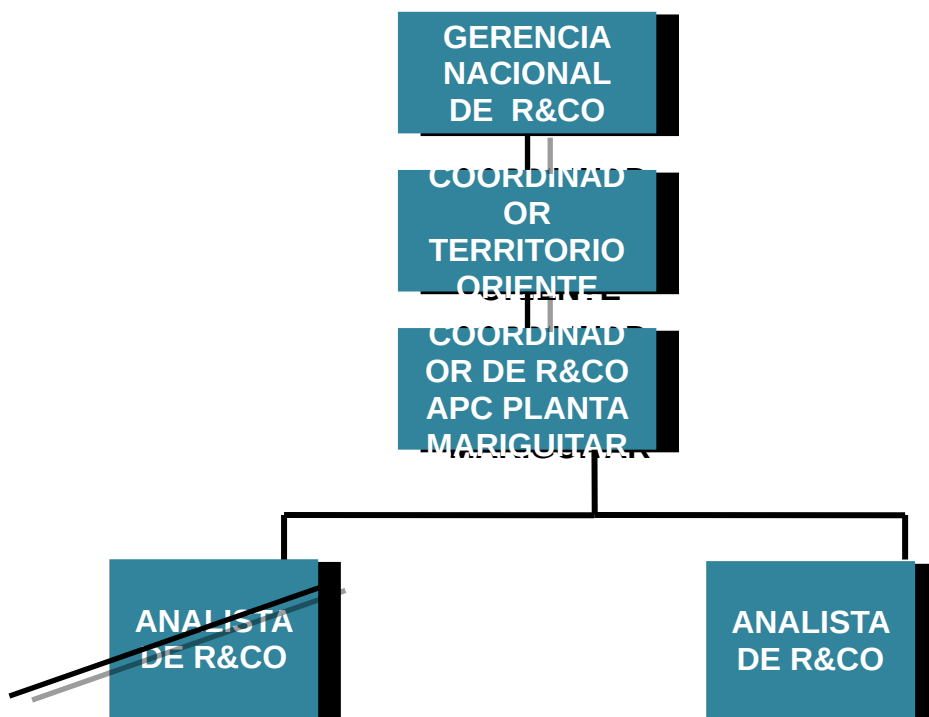 GERENCIA
NACIONAL
DE R&CO
COORDINAD
OR
TERRITORIO
ORIENTE
COORDINAD
OR DE R&CO
APC PLANTA
MARIGUITAR
ANALISTA
DE R&CO
ANALISTA
DE R&CO